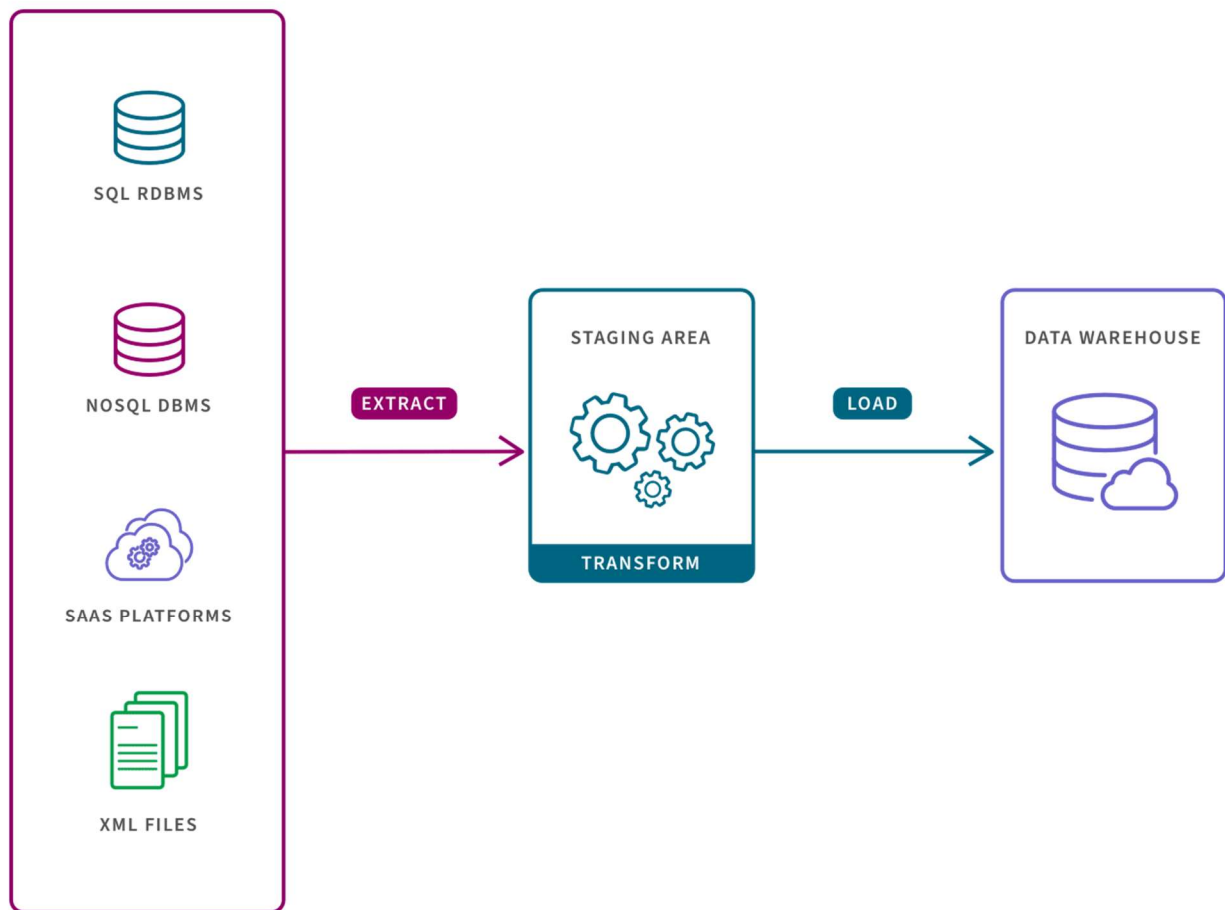 SQL RDBMS
NOSQL DBMS
SAAS PLATFORMS
XML FILES
EXTRACT
STAGING AREA
TRANSFORM
LOAD
DATA WAREHOUSE